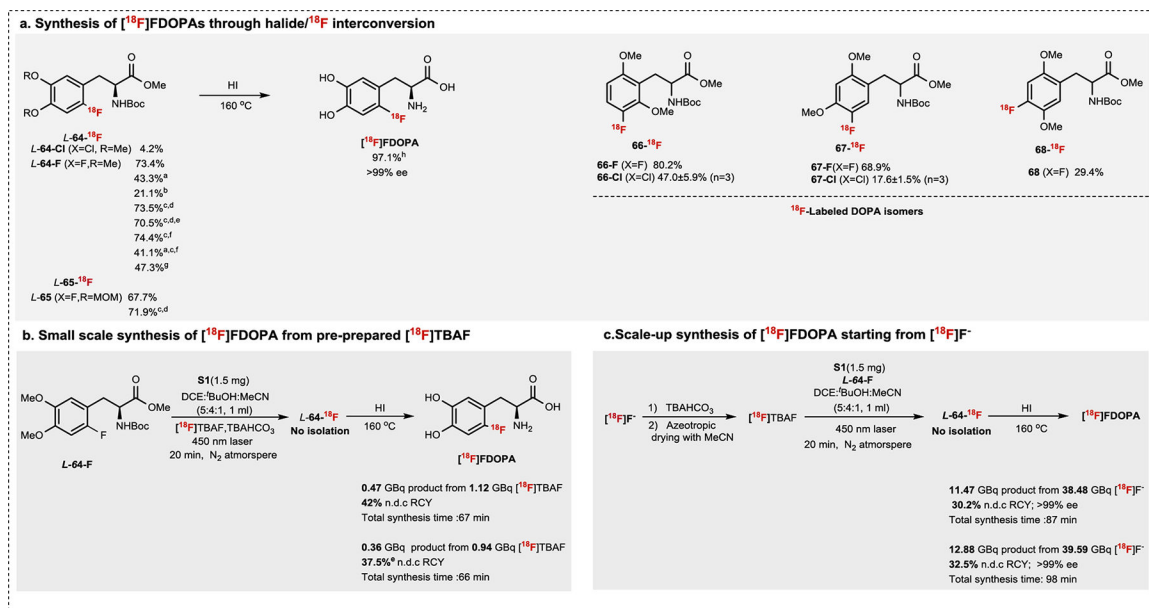 a. Synthesis of [18F]FDOPAs through halide/18F interconversion
RO
RO
18F
O
OMe
NHBoc
L-64-18F
HI
160 ºC
HO
HO
18F
O
OH
NH2
[18F]FDOPA
97.1%h
>99% ee
L-64-Cl (X=Cl, R=Me) 4.2%
L-64-F (X=F,R=Me) 73.4%
43.3%a
21.1%b
73.5%c,d
70.5%c,d,e
74.4%c,f
41.1%a,c,f
47.3%g
L-65-18F
L-65 (X=F,R=MOM) 67.7%
71.9%c,d
OMe
O
OMe
NHBoc
OMe
18F
66-18F
66-F (X=F) 80.2%
66-Cl (X=Cl) 47.0±5.9% (n=3)
OMe
O
OMe
NHBoc
MeO
18F
67-18F
67-F(X=F) 68.9%
67-Cl (X=Cl) 17.6±1.5% (n=3)
OMe
O
OMe
NHBoc
18F
OMe
68-18F
68 (X=F) 29.4%
18F-Labeled DOPA isomers
b. Small scale synthesis of [18F]FDOPA from pre-prepared [18F]TBAF
MeO
MeO
F
O
OMe
NHBoc
L-64-F
S1(1.5 mg)
DCE:tBuOH:MeCN
(5:4:1, 1 ml)
[18F]TBAF,TBAHCO3
450 nm laser
20 min, N2 atmorspere
L-64-18F
No isolation
HI
160 ºC
HO
HO
18F
O
OH
NH2
[18F]FDOPA
0.47 GBq product from 1.12 GBq [18F]TBAF
42% n.d.c RCY
Total synthesis time :67 min
0.36 GBq product from 0.94 GBq [18F]TBAF
37.5%e n.d.c RCY
Total synthesis time :66 min
c.Scale-up synthesis of [18F]FDOPA starting from [18F]F-
[18F]F-
1) TBAHCO3
2) Azeotropic
drying with MeCN
[18F]TBAF
S1(1.5 mg)
L-64-F
DCE:tBuOH:MeCN
(5:4:1, 1 ml)
450 nm laser
20 min, N2 atmorspere
L-64-18F
No isolation
HI
160 ºC
[18F]FDOPA
11.47 GBq product from 38.48 GBq [18F]F-
30.2% n.d.c RCY; >99% ee
Total synthesis time :87 min
12.88 GBq product from 39.59 GBq [18F]F-
32.5% n.d.c RCY; >99% ee
Total synthesis time: 98 min